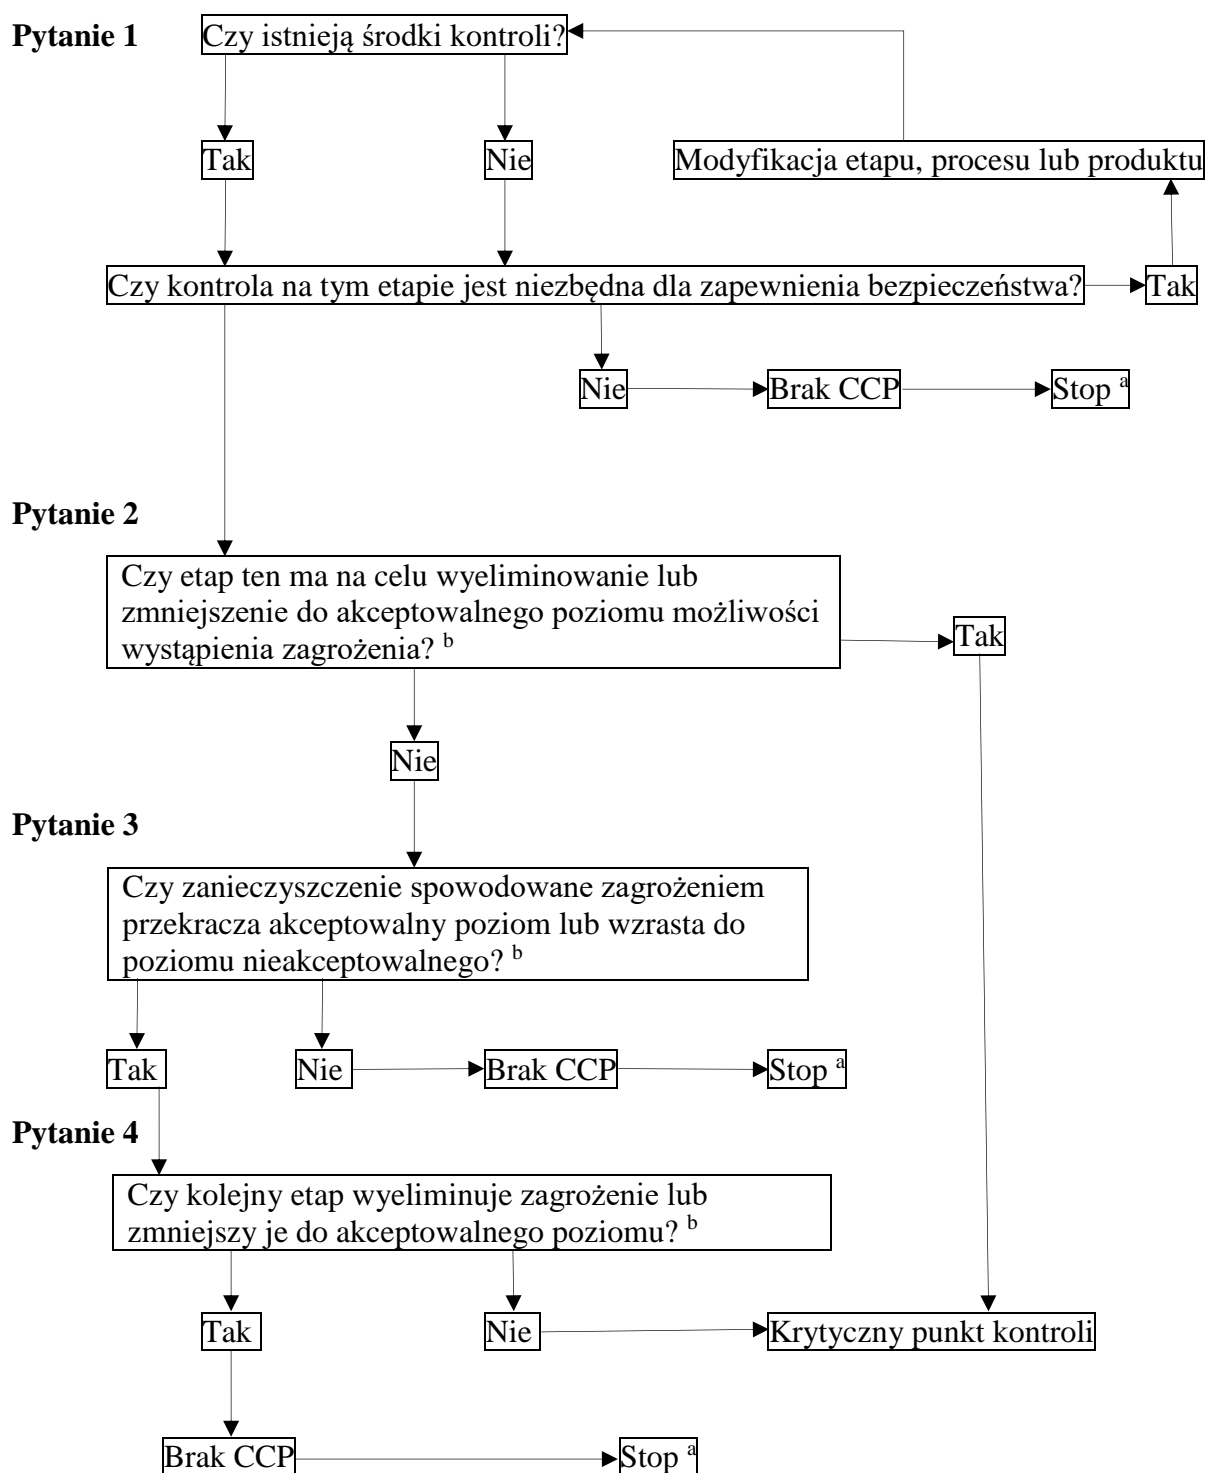 Pytanie 1
Czy istnieją środki kontroli?
Tak
Nie
Modyfikacja etapu, procesu lub produktu
Czy kontrola na tym etapie jest niezbędna dla zapewnienia bezpieczeństwa?
Tak
Nie
Brak CCP
Stop a
Pytanie 2
Czy etap ten ma na celu wyeliminowanie lub
zmniejszenie do akceptowalnego poziomu możliwości
wystąpienia zagrożenia? b
Tak
Nie
Pytanie 3
Czy zanieczyszczenie spowodowane zagrożeniem
przekracza akceptowalny poziom lub wzrasta do
poziomu nieakceptowalnego? b
Tak
Nie
Brak CCP
Stop a
Pytanie 4
Czy kolejny etap wyeliminuje zagrożenie lub
zmniejszy je do akceptowalnego poziomu? b
Tak
Nie
Krytyczny punkt kontroli
Brak CCP
Stop a